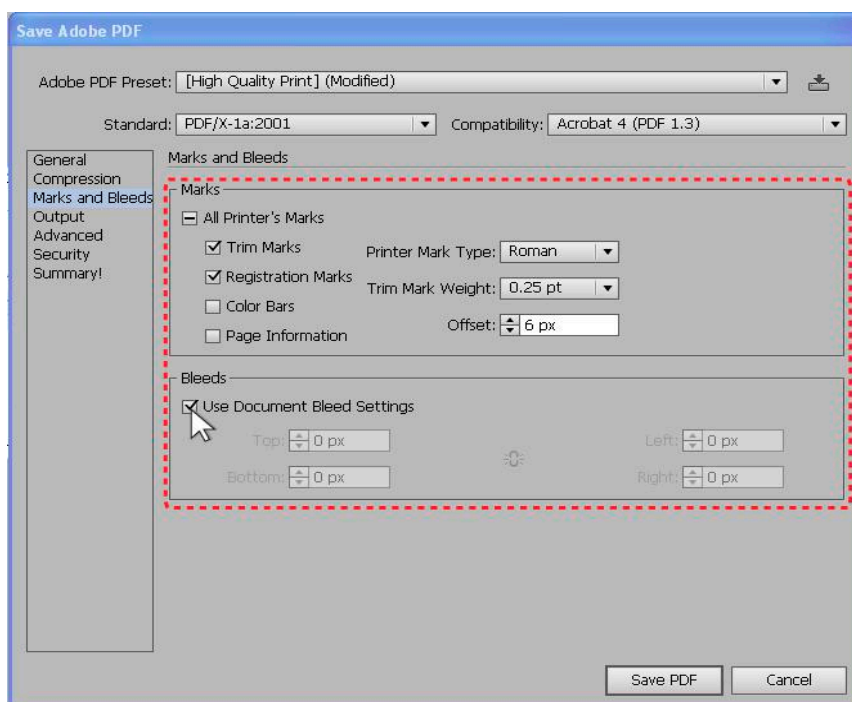 Save Adobe PDF
Adobe PDF Preset: [High Quality Print] (Modified)
Standard: PDF/X-1a:2001 Compatibility: Acrobat 4 (PDF 1.3)
General
Compression
Marks and Bleeds
Output
Advanced
Security
Summary!
Marks and Bleeds
Marks
All Printer's Marks
Trim Marks
Registration Marks
Color Bars
Page Information
Printer Mark Type: Roman
Trim Mark Weight: 0.25 pt
Offset: 6 px
Bleeds
Use Document Bleed Settings
Top: 0 px Left: 0 px
Bottom: 0 px Right: 0 px
Save PDF Cancel